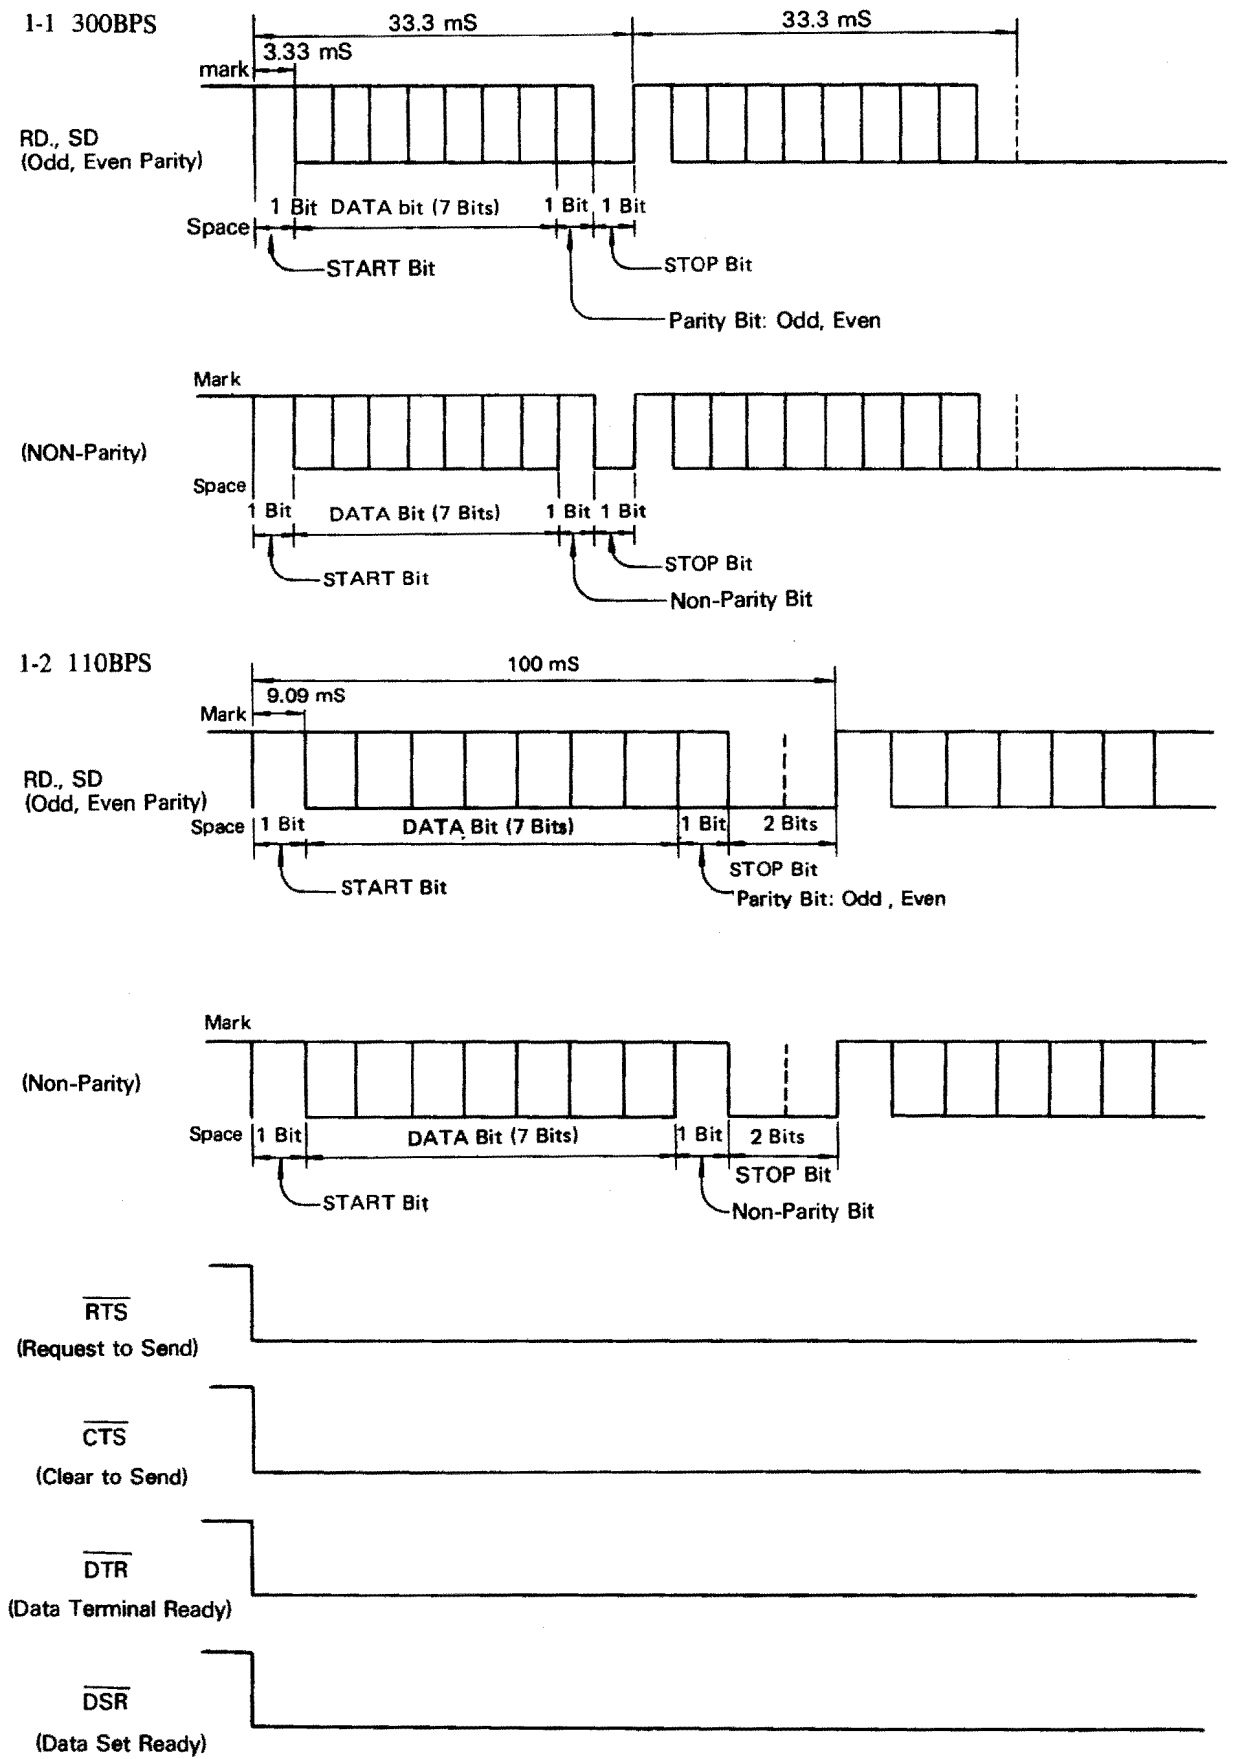 1-1 300BPS
33.3 mS
33.3 mS
3.33 mS
mark
RD., SD
(Odd, Even Parity)
1 Bit DATA bit (7 Bits) 1 Bit 1 Bit
Space
START Bit
STOP Bit
Parity Bit: Odd, Even
Mark
(NON-Parity)
Space
1 Bit DATA Bit (7 Bits) 1 Bit 1 Bit
STOP Bit
START Bit
Non-Parity Bit
1-2 110BPS
100 mS
9.09 mS
Mark
RD., SD
(Odd, Even Parity)
Space 1 Bit DATA Bit (7 Bits) 1 Bit 2 Bits
STOP Bit
START Bit
Parity Bit: Odd , Even
Mark
(Non-Parity)
Space 1 Bit DATA Bit (7 Bits) 1 Bit 2 Bits
STOP Bit
START Bit
Non-Parity Bit
RTS
(Request to Send)
CTS
(Clear to Send)
DTR
(Data Terminal Ready)
DSR
(Data Set Ready)